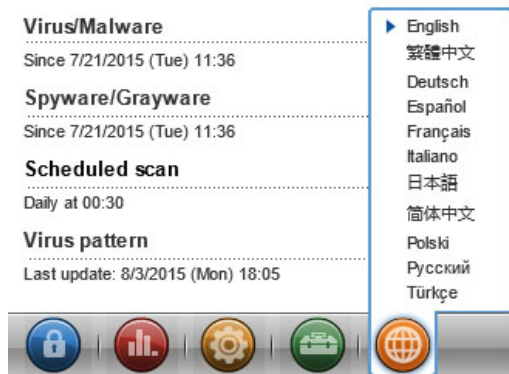 Virus/Malware
Since 7/21/2015 (Tue) 11:36
Spyware/Grayware
Since 7/21/2015 (Tue) 11:36
Scheduled scan
Daily at 00:30
Virus pattern
Last update: 8/3/2015 (Mon) 18:05
English
繁體中文
Deutsch
Español
Français
Italiano
日本語
简体中文
Polski
Русский
Türkçe